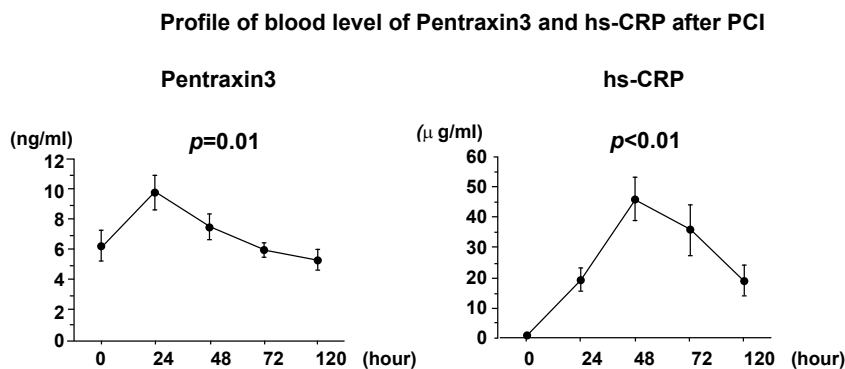 Profile of blood level of Pentraxin3 and hs-CRP after PCI
Pentraxin3
(ng/ml)
p=0.01
12
10
8
6
4
2
0
0 24 48 72 120 (hour)
hs-CRP
(μ g/ml)
p<0.01
60
50
40
30
20
10
0
0 24 48 72 120 (hour)